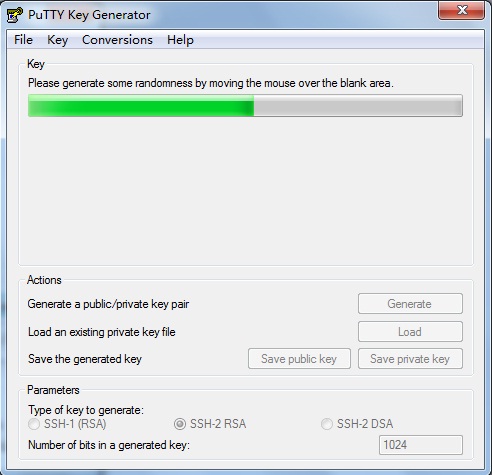 PuTTY Key Generator
File Key Conversions Help
Key
Please generate some randomness by moving the mouse over the blank area.
Actions
Generate a public/private key pair
Generate
Load an existing private key file
Load
Save the generated key
Save public key
Save private key
Parameters
Type of key to generate:
SSH-1 (RSA)
SSH-2 RSA
SSH-2 DSA
Number of bits in a generated key:
1024